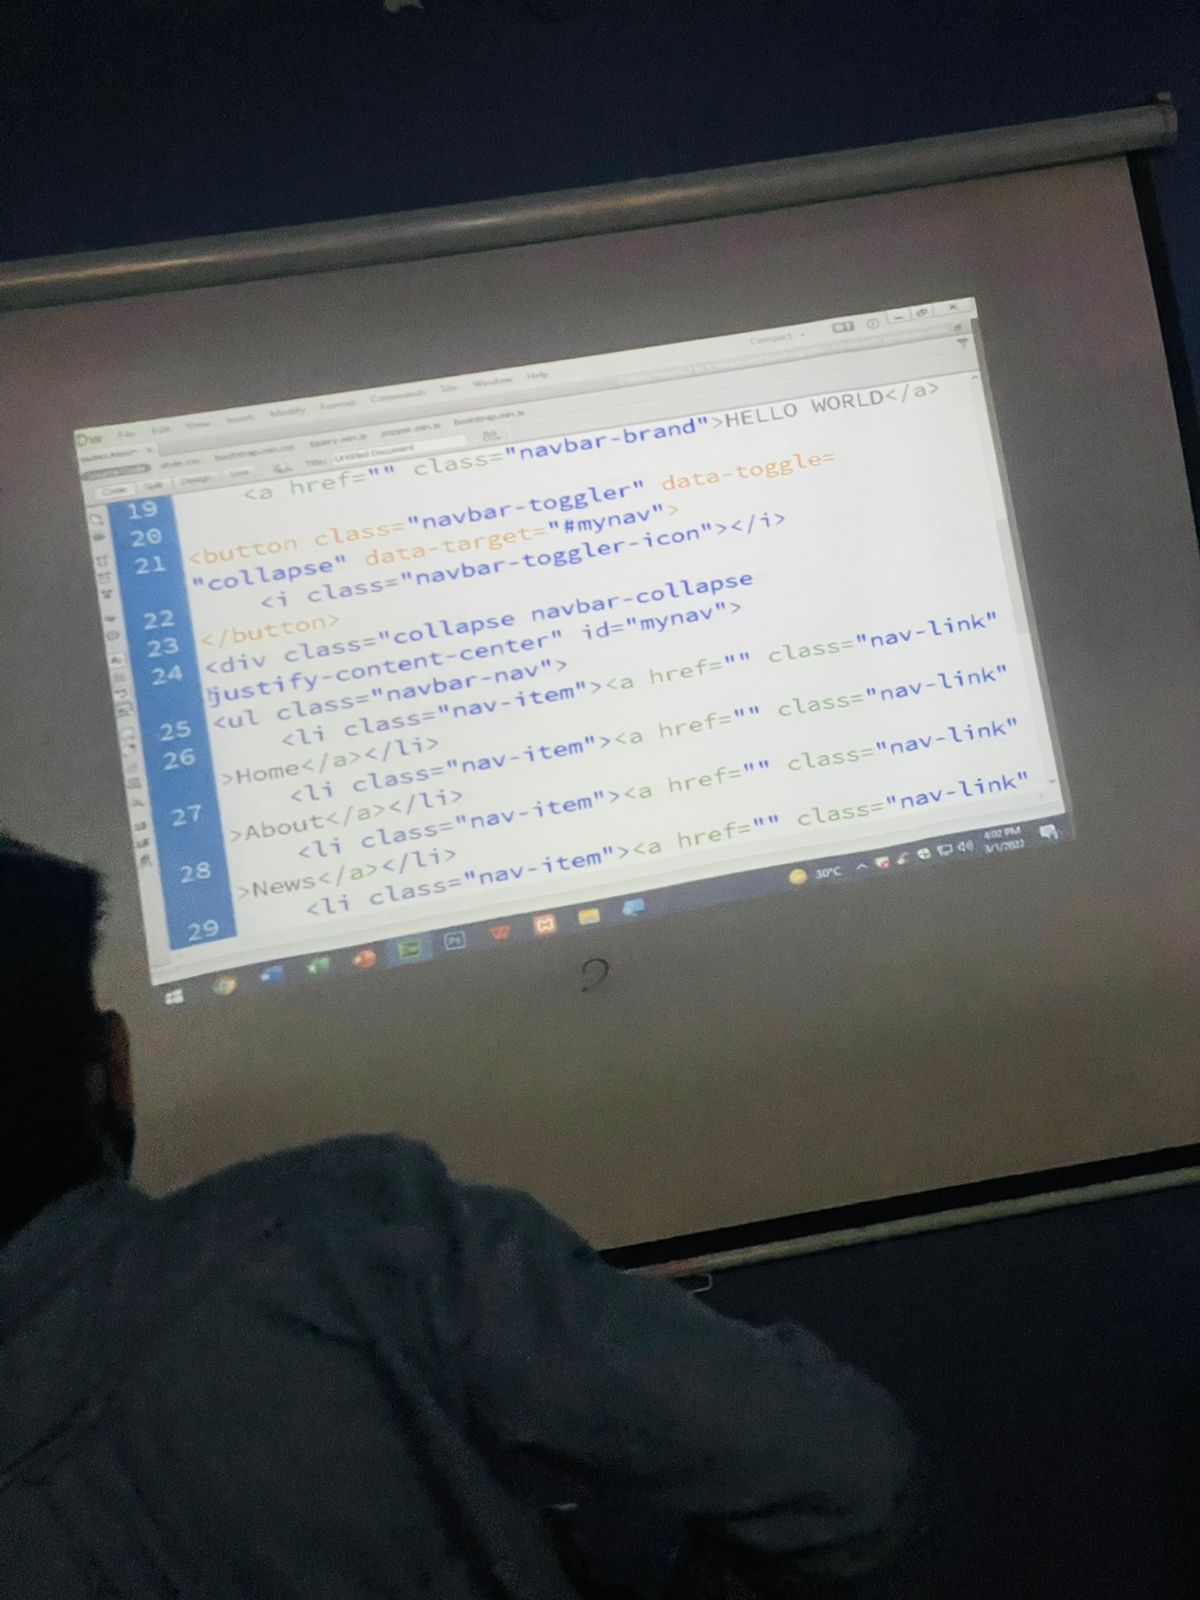 Dw File Edit View Insert Modify Format Commands Site Window Help
Compact
style.css bootstrap.min.css jquery.min.js popper.min.js bootstrap.min.js
Code Split Design Live Title: Untitled Document
<a href="" class="navbar-brand">HELLO WORLD</a>
19
20
<button class="navbar-toggler" data-toggle=
21
"collapse" data-target="#mynav">
<i class="navbar-toggler-icon"></i>
22
</button>
23
<div class="collapse navbar-collapse
24
justify-content-center" id="mynav">
<ul class="navbar-nav">
25
<li class="nav-item"><a href="" class="nav-link"
26
>Home</a></li>
<li class="nav-item"><a href="" class="nav-link"
27
>About</a></li>
<li class="nav-item"><a href="" class="nav-link"
28
>News</a></li>
<li class="nav-item"><a href="" class="nav-link"
29
30°C
4:02 PM
3/1/2022
Ps